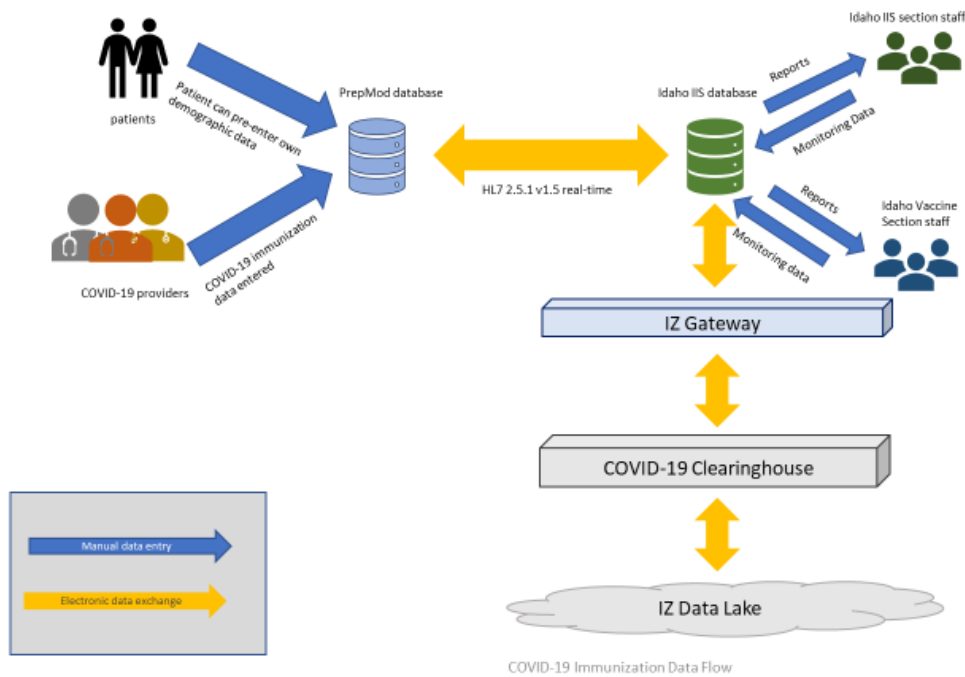 Idaho IIS section staff
Reports
PrepMod database
Idaho IIS database
Monitoring Data
patients
Patient can pre-enter own
demographic data
HL7 2.5.1 v1.5 real-time
Reports
Idaho Vaccine
Section staff
Monitoring data
COVID-19 immunization
data entered
COVID-19 providers
IZ Gateway
COVID-19 Clearinghouse
Manual data entry
Electronic data exchange
IZ Data Lake
COVID-19 Immunization Data Flow